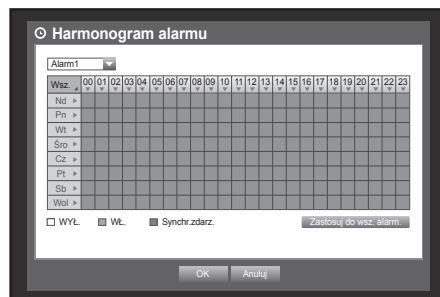 Harmonogram alarmu
Alarm1
Wsz. 00 01 02 03 04 05 06 07 08 09 10 11 12 13 14 15 16 17 18 19 20 21 22 23
Nd
Pn
Wt
Śro
Cz
Pt
Sb
Wol
WYŁ. WŁ. Synchr.zdarz. Zastosuj do wsz. alarm.
OK Anuluj